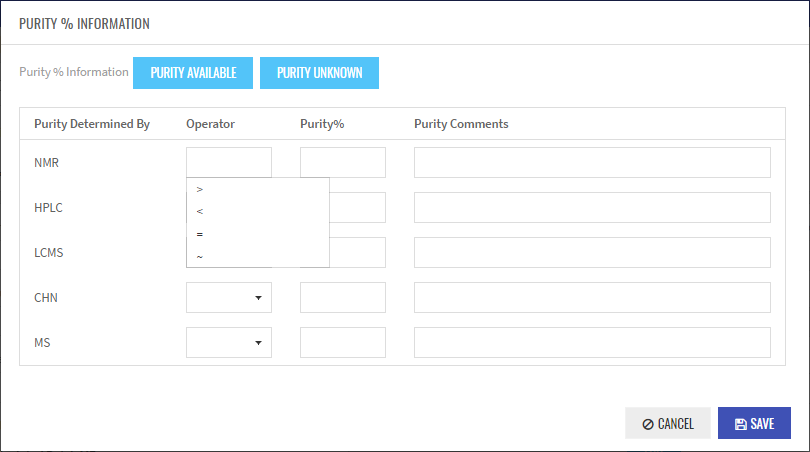 PURITY % INFORMATION
Purity % Information PURITY AVAILABLE PURITY UNKNOWN
Purity Determined By Operator Purity% Purity Comments
NMR
>
HPLC
<
=
LCMS
~
CHN
MS
CANCEL SAVE